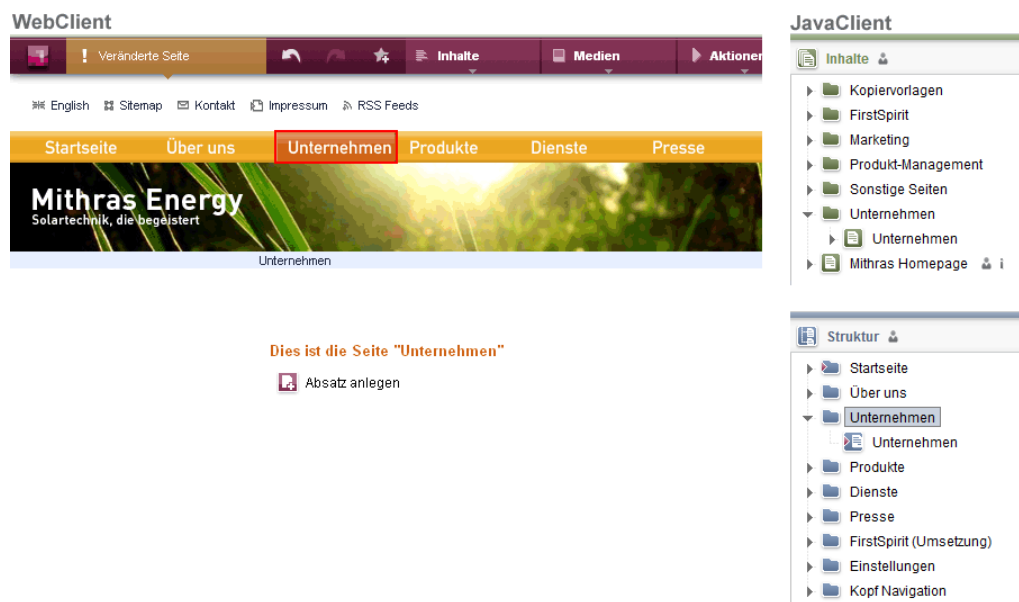 WebClient
! Veränderte Seite Inhalte Medien Aktionen
English Sitemap Kontakt Impressum RSS Feeds
Startseite Über uns Unternehmen Produkte Dienste Presse
Mithras Energy
Solartechnik, die begeistert
Unternehmen
Dies ist die Seite "Unternehmen"
Absatz anlegen
JavaClient
Inhalte
Kopiervorlagen
FirstSpirit
Marketing
Produkt-Management
Sonstige Seiten
Unternehmen
Unternehmen
Mithras Homepage i
Struktur
Startseite
Über uns
Unternehmen
Unternehmen
Produkte
Dienste
Presse
FirstSpirit (Umsetzung)
Einstellungen
Kopf Navigation